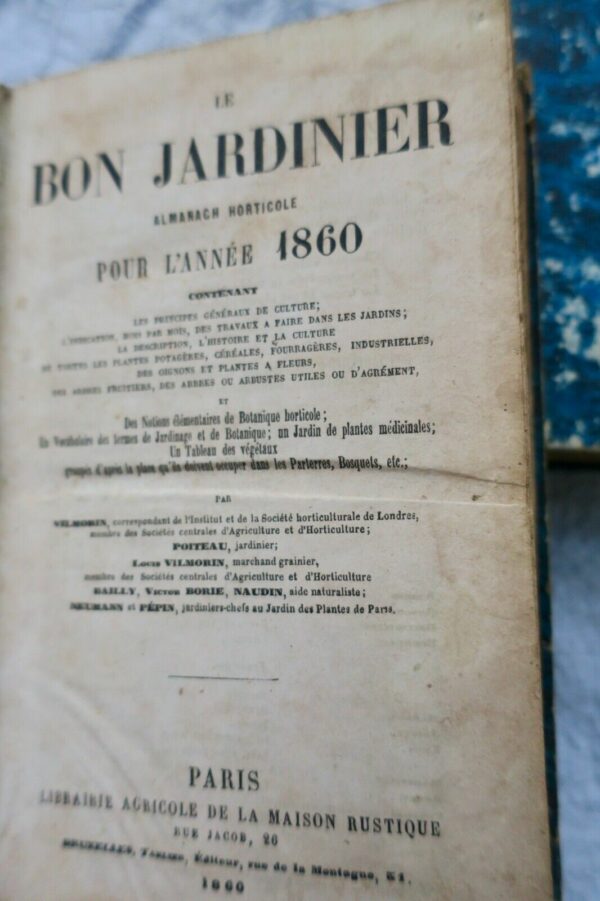 LE
BON JARDINIER
ALMANACH HORTICOLE
POUR L'ANNÉE 1860
CONTENANT
LES PRINCIPES GÉNÉRAUX DE CULTURE;
L'INDICATION, MOIS PAR MOIS, DES TRAVAUX A FAIRE DANS LES JARDINS;
LA DESCRIPTION, L'HISTOIRE ET LA CULTURE
DE TOUTES LES PLANTES POTAGÈRES, CÉRÉALES, FOURRAGÈRES, INDUSTRIELLES,
DES OIGNONS ET PLANTES A FLEURS,
DES ARBRES FRUITIERS, DES ARBRES OU ARBUSTES UTILES OU D'AGRÉMENT,
ET
Des Notions élémentaires de Botanique horticole;
Un Vocabulaire des termes de Jardinage et de Botanique; un Jardin de plantes médicinales;
Un Tableau des végétaux
groupés d'après la place qu'ils doivent occuper dans les Parterres, Bosquets, etc.;
PAR
VILMORIN, correspondant de l'Institut et de la Société horticulturale de Londres,
membre des Sociétés centrales d'Agriculture et d'Horticulture;
POITEAU, jardinier;
LOUIS VILMORIN, marchand grainier,
membre des Sociétés centrales d'Agriculture et d'Horticulture
BAILLY, VICTOR BORIE, NAUDIN, aide naturaliste;
NEUMANN et PÉPIN, jardiniers-chefs au Jardin des Plantes de Paris.
PARIS
LIBRAIRIE AGRICOLE DE LA MAISON RUSTIQUE
RUE JACOB, 26
BRUXELLES, TARLIER, Éditeur, rue de la Montagne, 51.
1860